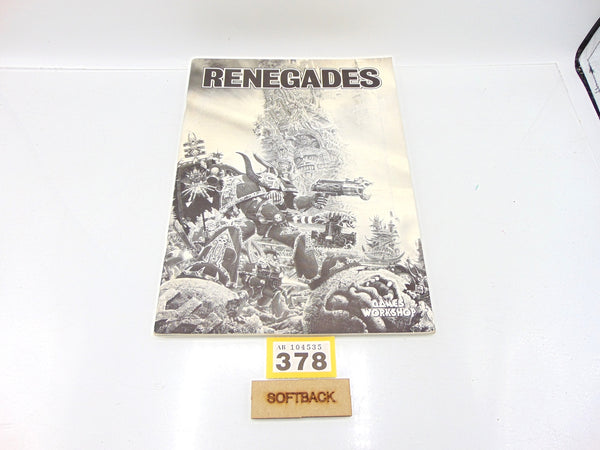 RENEGADES
GAMES
WORKSHOP
AR 104535
378
SOFTBACK